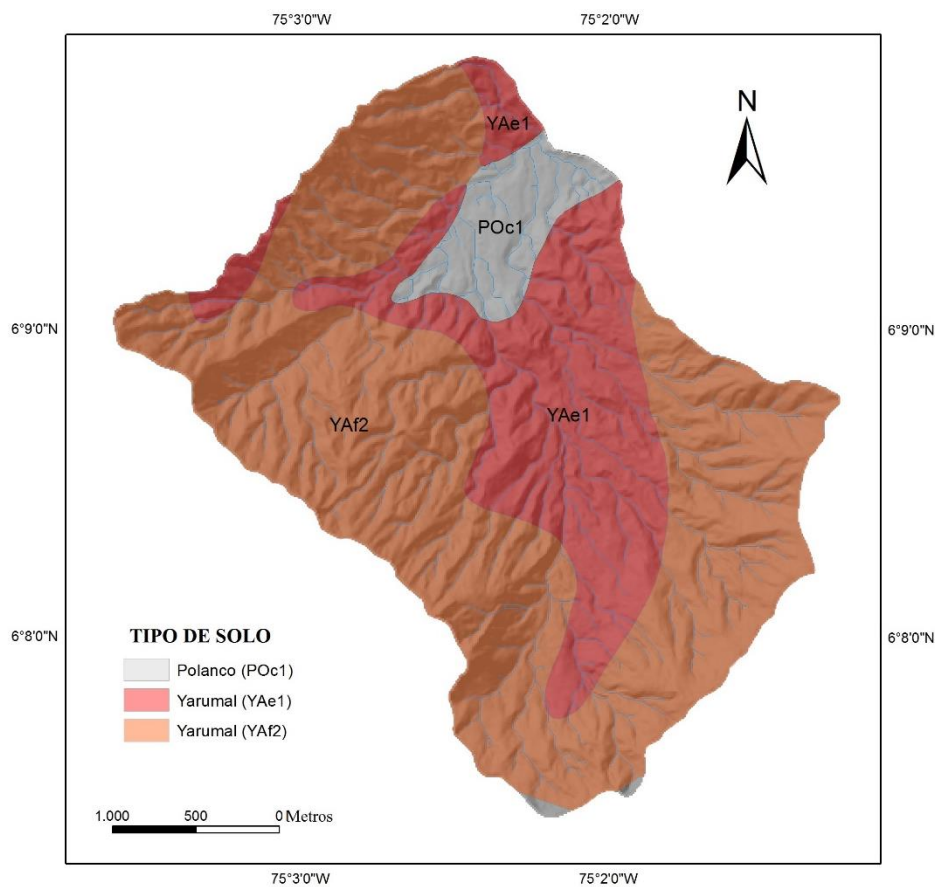 75°3'0"W 75°2'0"W
N
YAe1
POc1
6°9'0"N 6°9'0"N
YAf2 YAe1
6°8'0"N 6°8'0"N
TIPO DE SOLO
Polanco (POc1)
Yarumal (YAe1)
Yarumal (YAf2)
1.000 500 0 Metros
75°3'0"W 75°2'0"W